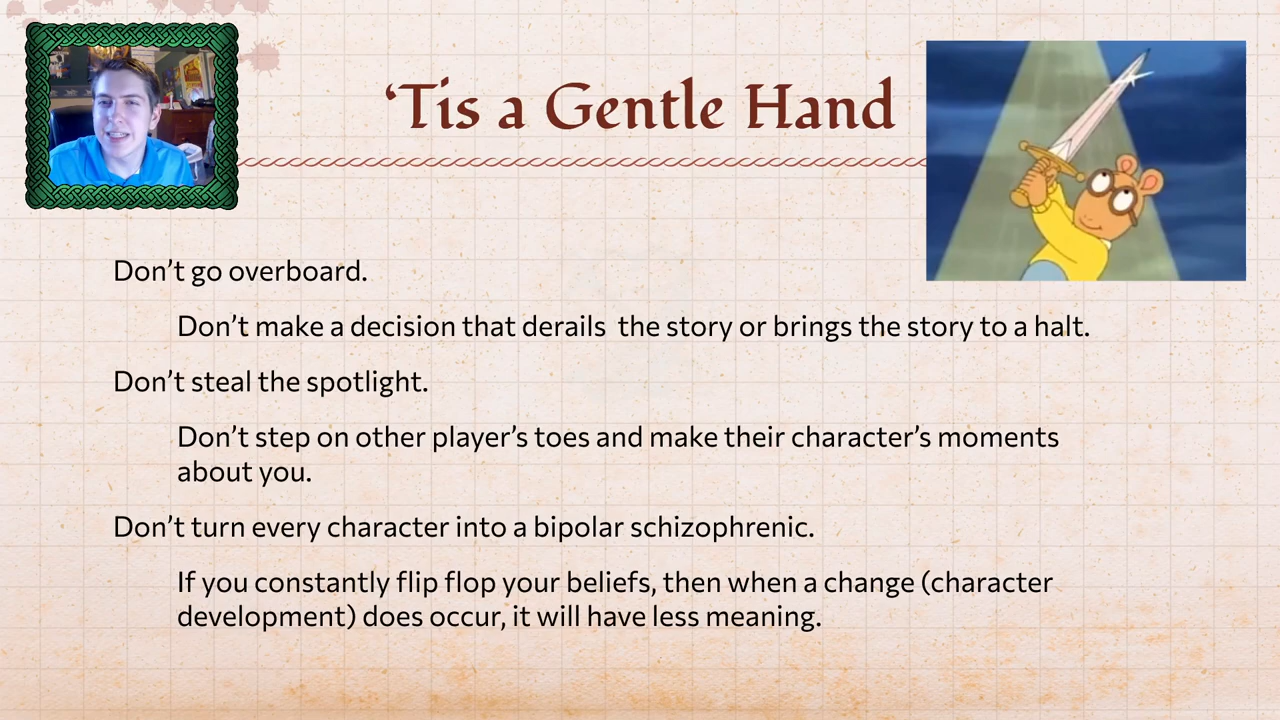 ‘Tis a Gentle Hand
Don’t go overboard.
Don’t make a decision that derails  the story or brings the story to a halt.
Don’t steal the spotlight.
Don’t step on other player’s toes and make their character’s moments
about you.
Don’t turn every character into a bipolar schizophrenic.
If you constantly flip flop your beliefs, then when a change (character
development) does occur, it will have less meaning.